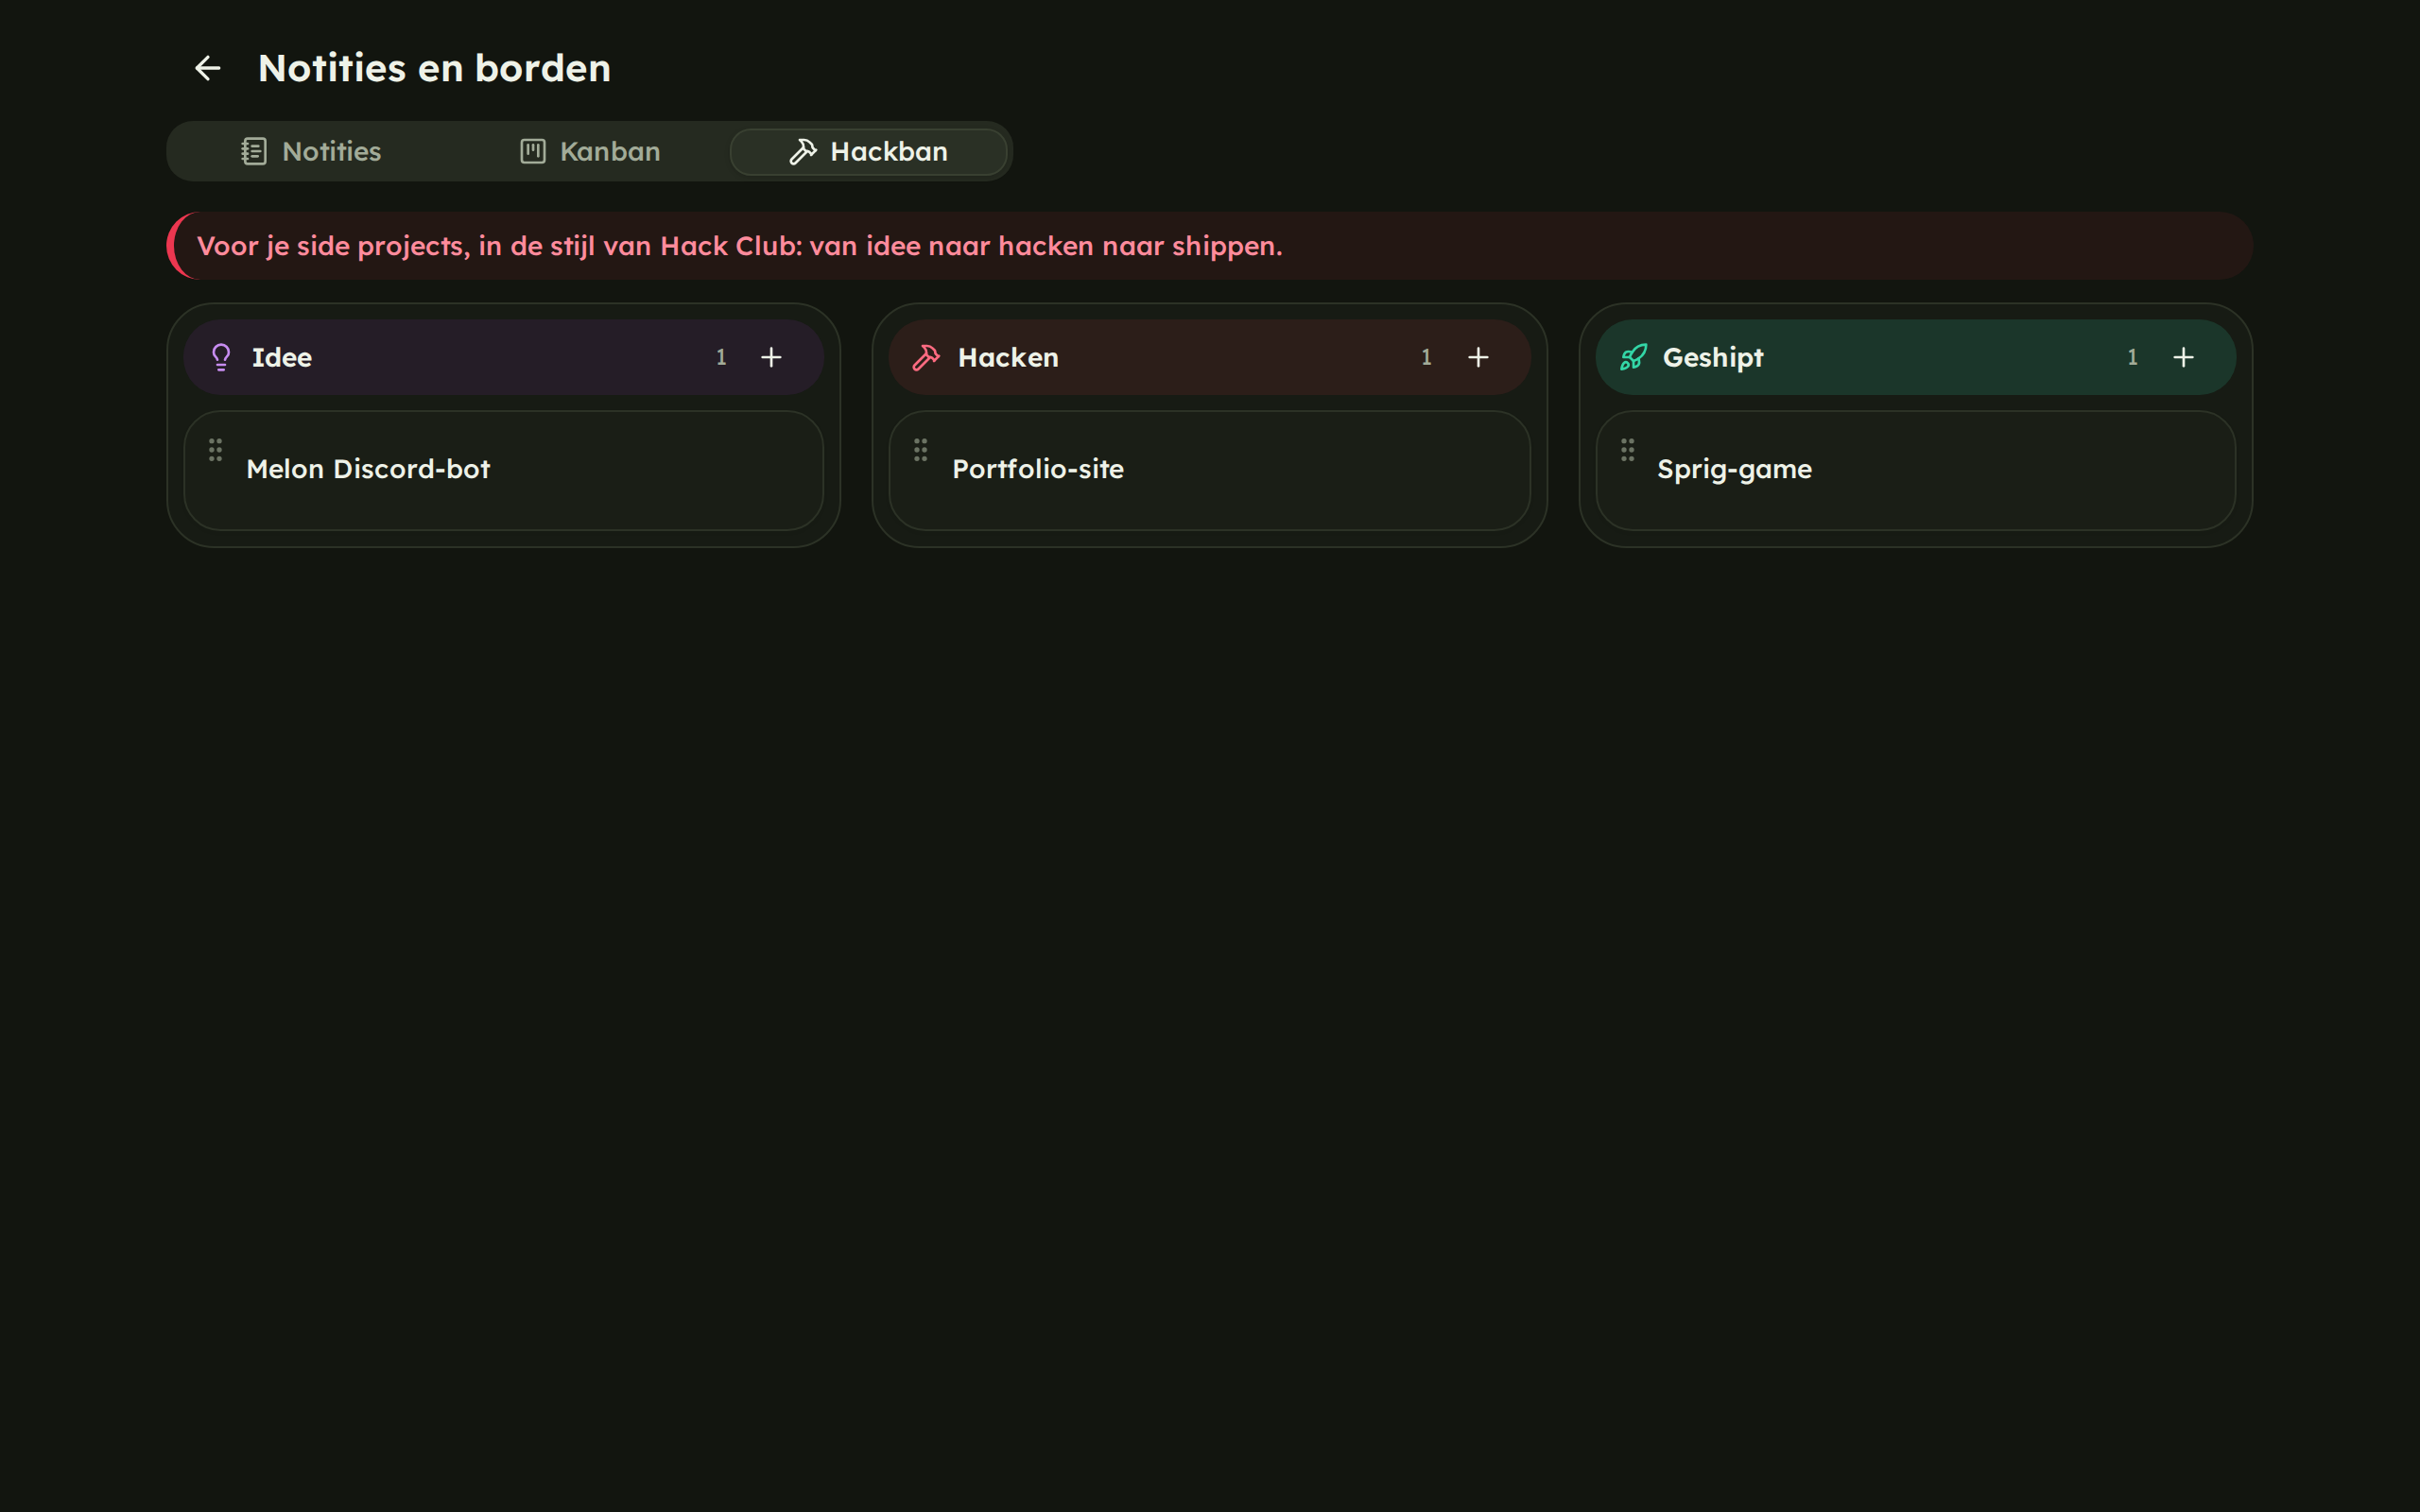 Notities en borden
Notities Kanban Hackban
Voor je side projects, in de stijl van Hack Club: van idee naar hacken naar shippen.
Idee 1 +
Melon Discord-bot
Hacken 1 +
Portfolio-site
Geshipt 1 +
Sprig-game